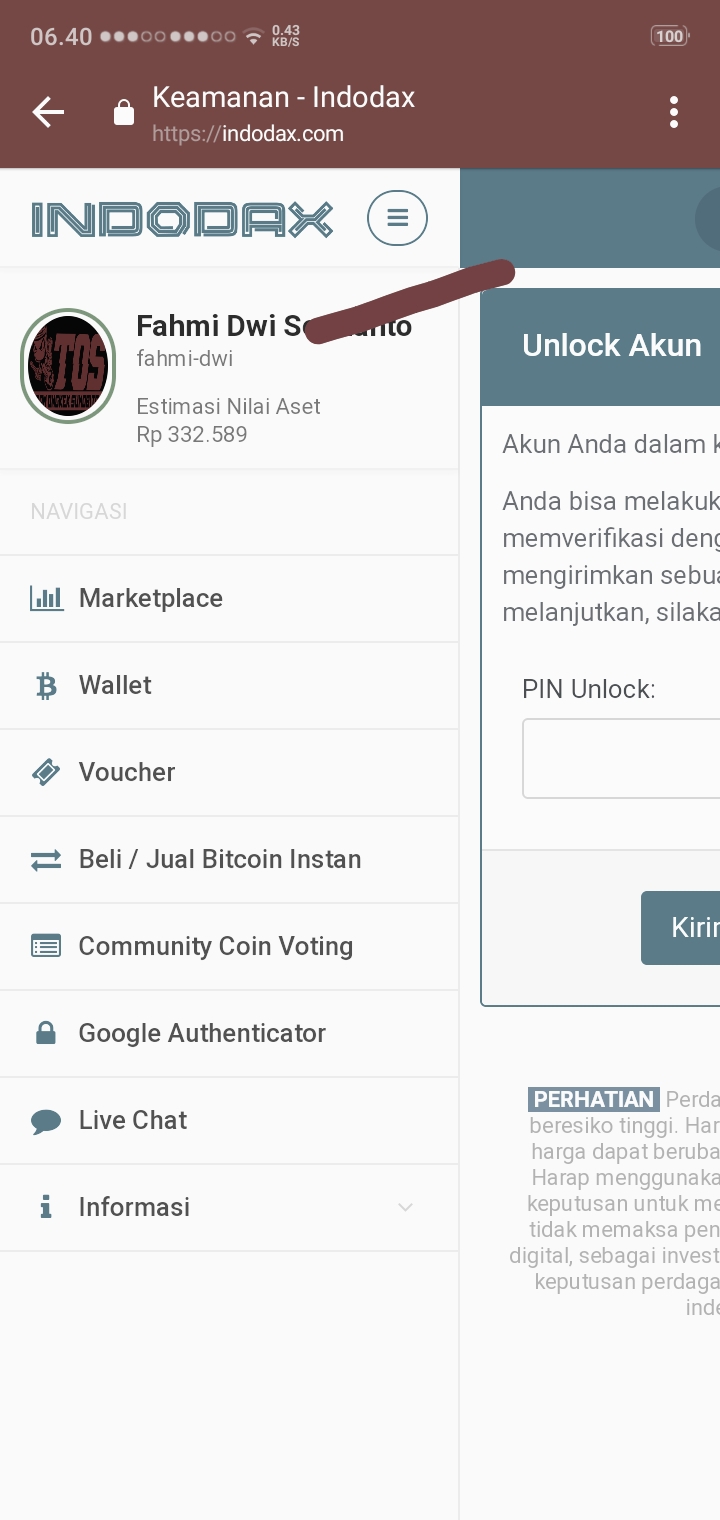 06.40
0.43
KB/S
100
Keamanan - Indodax
https://indodax.com
INDODAX
Fahmi Dwi
fahmi-dwi
Estimasi Nilai Aset
Rp 332.589
NAVIGASI
Marketplace
Wallet
Voucher
Beli / Jual Bitcoin Instan
Community Coin Voting
Google Authenticator
Live Chat
Informasi
Unlock Akun
Akun Anda dalam k
Anda bisa melakuk
memverifikasi deng
mengirimkan sebua
melanjutkan, silaka
PIN Unlock:
Kirin
PERHATIAN Perda
beresiko tinggi. Har
harga dapat beruba
Harap menggunaka
keputusan untuk me
tidak memaksa pen
digital, sebagai invest
keputusan perdaga
inde